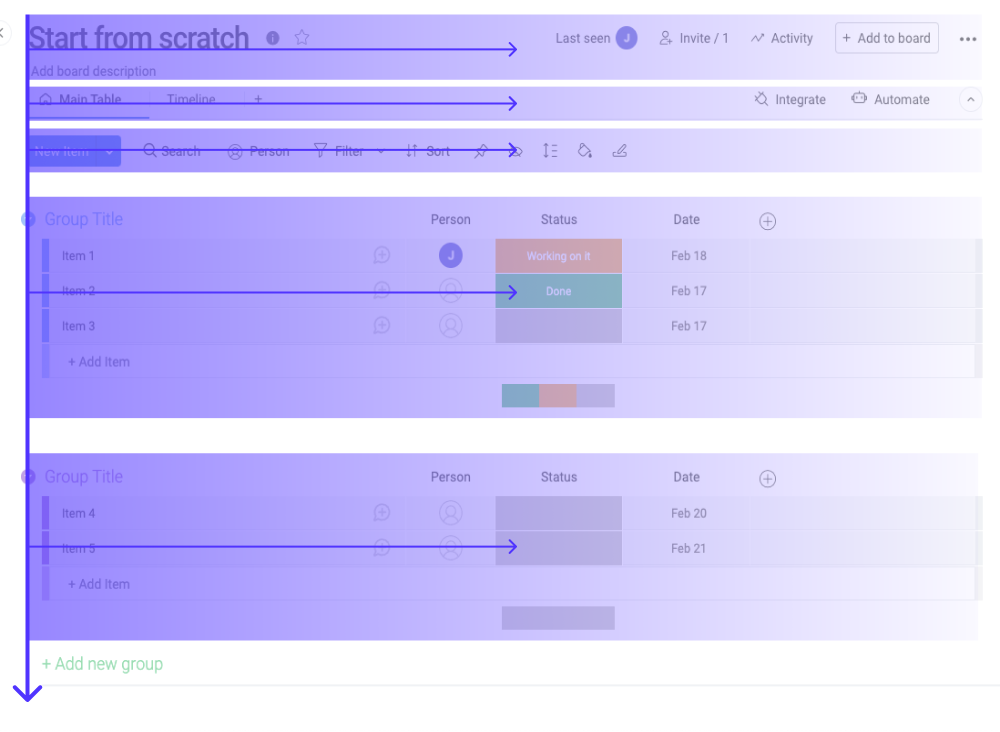 Start from scratch
Last seen J Invite / 1 Activity + Add to board
Add board description
Main Table Timeline + Integrate Automate
New Item Search Person Filter Sort
Group Title Person Status Date
Item 1 J Working on it Feb 18
Item 2 Done Feb 17
Item 3 Feb 17
+ Add Item
Group Title Person Status Date
Item 4 Feb 20
Item 5 Feb 21
+ Add Item
+ Add new group